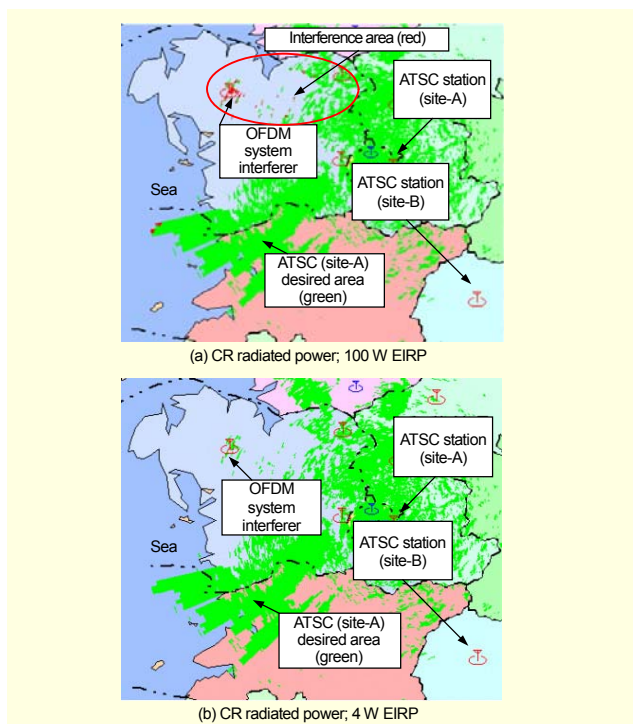 Interference area (red)
ATSC station
(site-A)
OFDM
system
interferer
ATSC station
(site-B)
Sea
ATSC (site-A)
desired area
(green)
(a) CR radiated power; 100 W EIRP
ATSC station
(site-A)
OFDM
system
interferer
ATSC station
(site-B)
Sea
ATSC (site-A)
desired area
(green)
(b) CR radiated power; 4 W EIRP